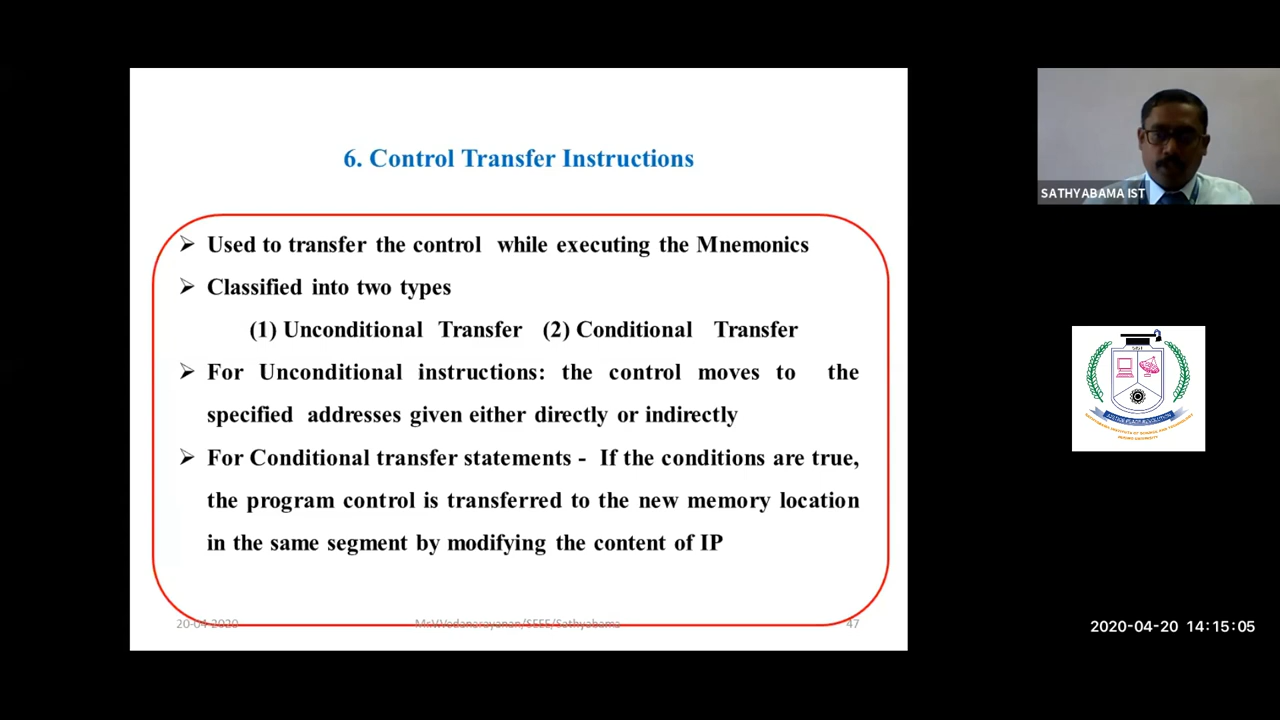 6. Control Transfer Instructions
➢ Used to transfer the control while executing the Mnemonics
➢ Classified into two types
(1) Unconditional Transfer (2) Conditional Transfer
➢ For Unconditional instructions: the control moves to the
specified addresses given either directly or indirectly
➢ For Conditional transfer statements - If the conditions are true,
the program control is transferred to the new memory location
in the same segment by modifying the content of IP
20-04-2020
47
SATHYABAMA IST
2020-04-20 14:15:05